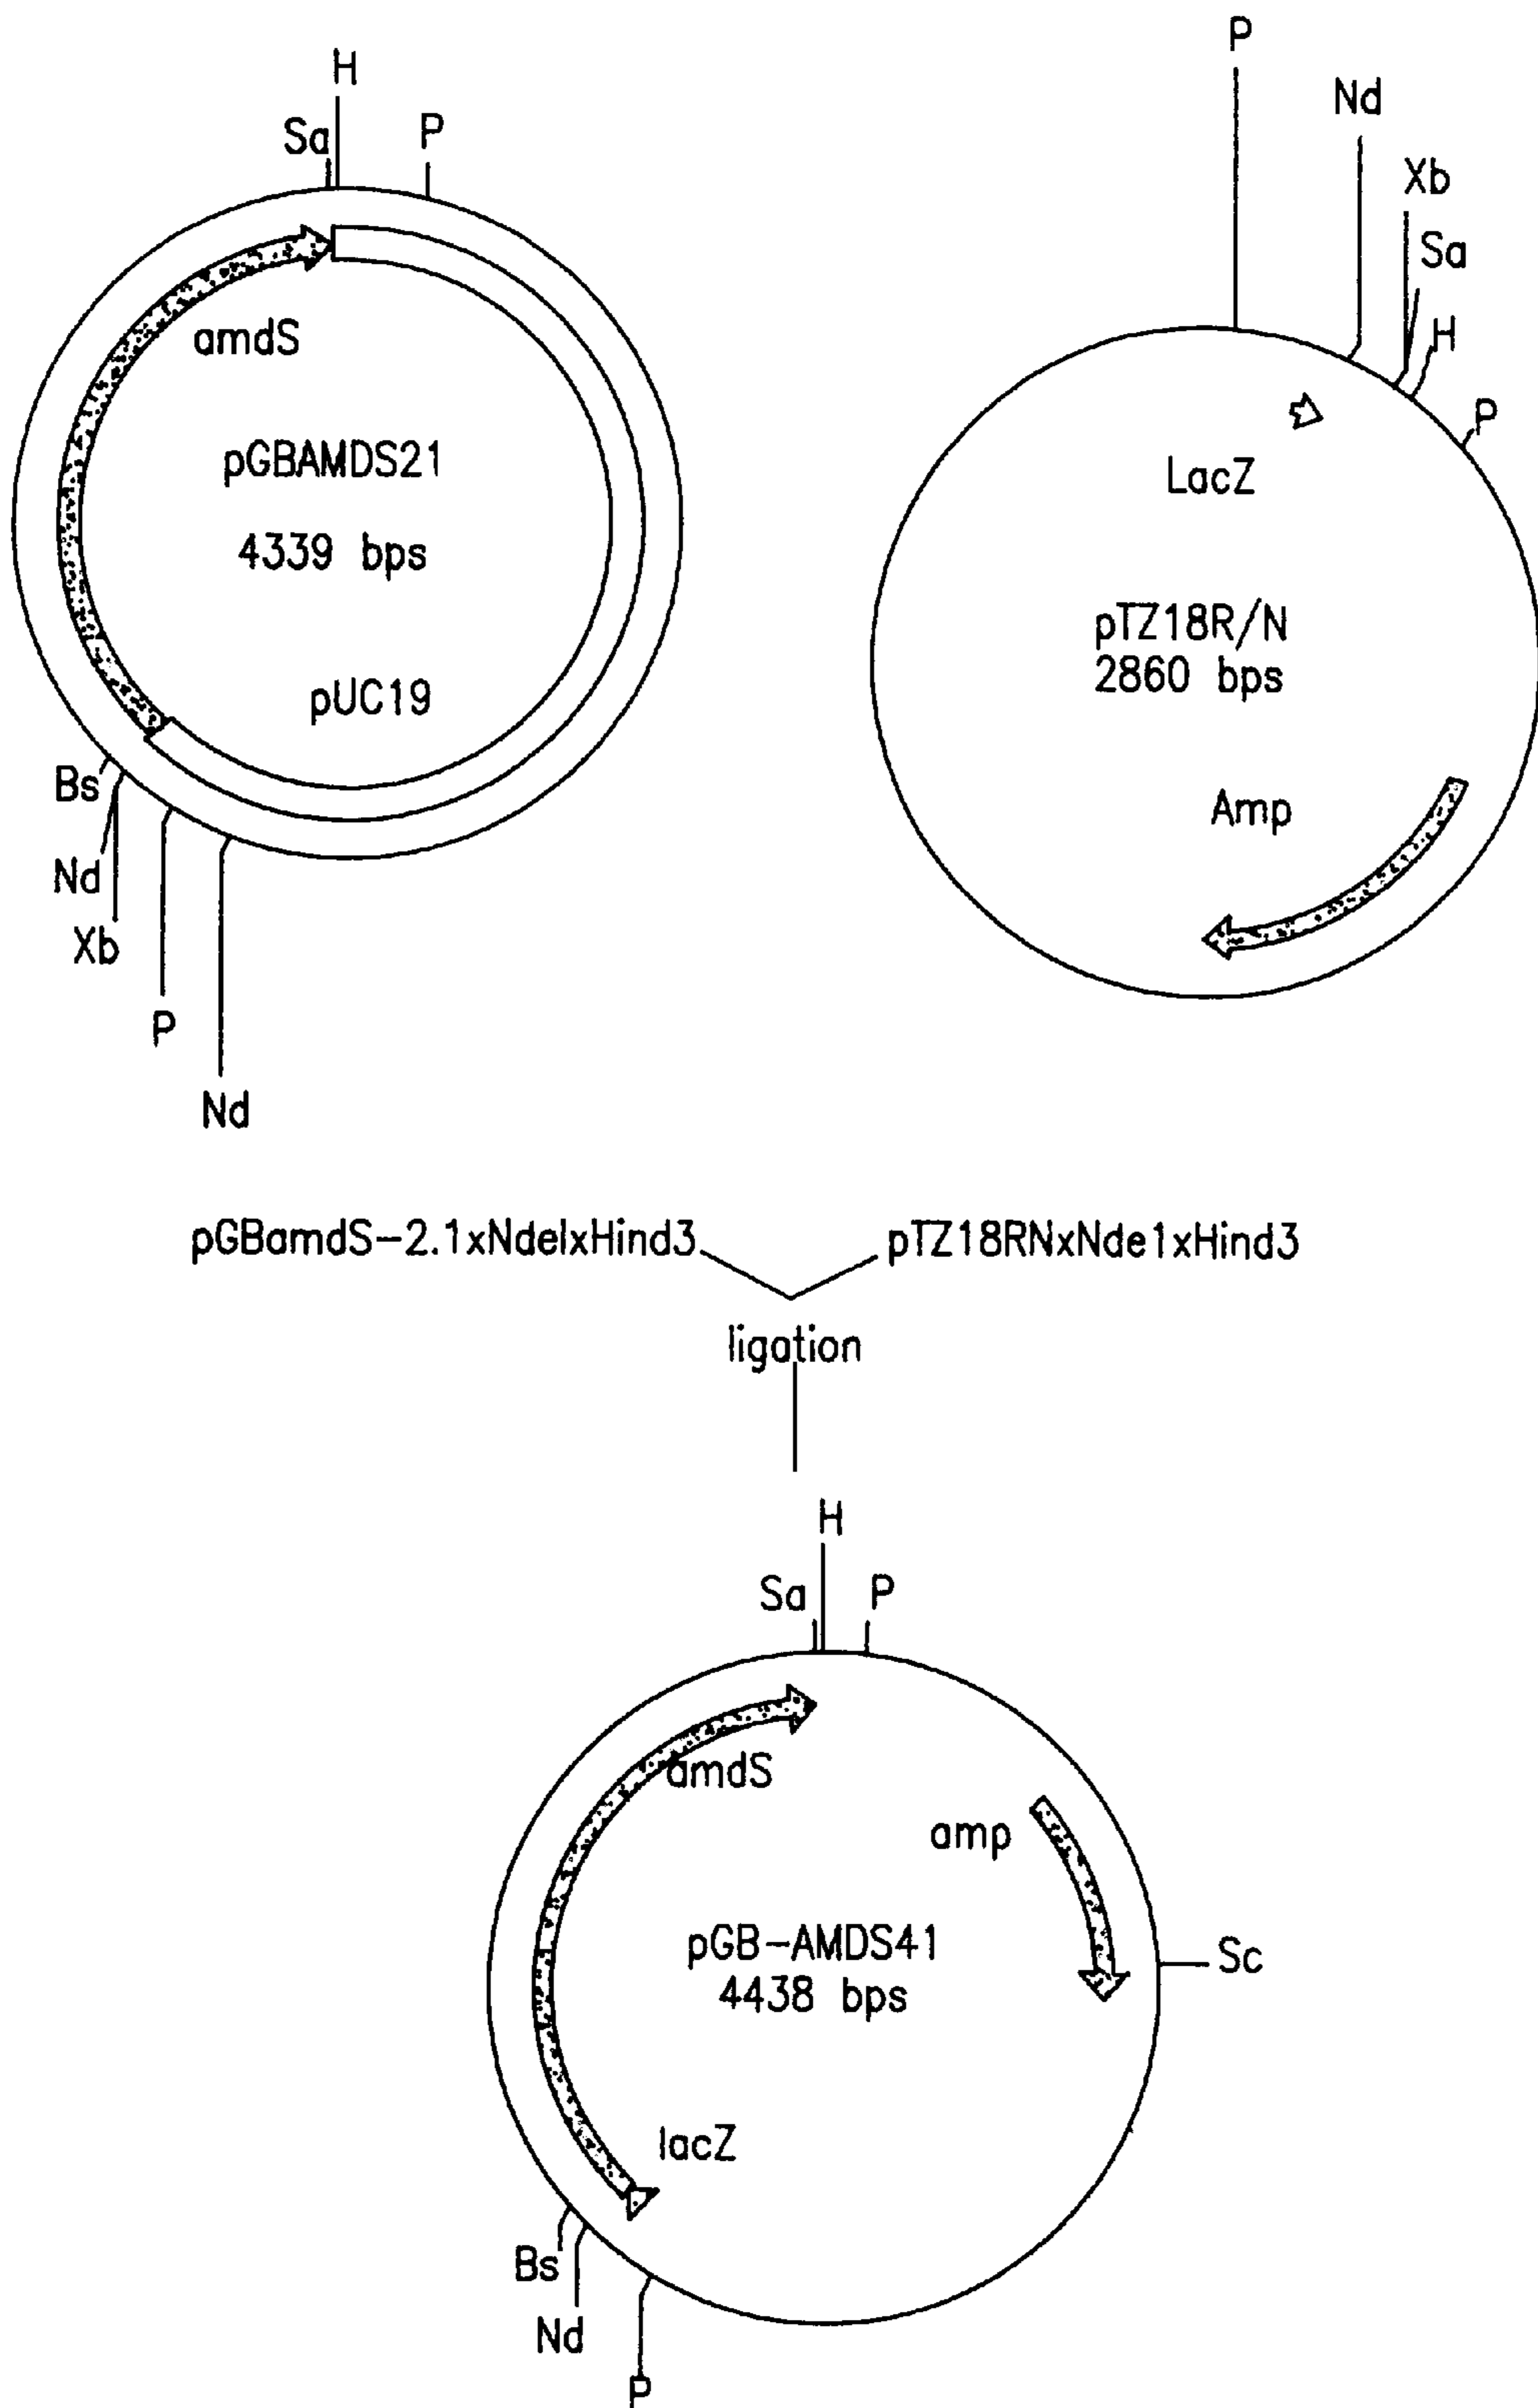 H
Sa
P
amdS
pGBAMDS21
4339 bps
pUC19
Bs
Nd
Xb
P
Nd
P
Nd
Xb
Sa
H
P
LacZ
pTZ18R/N
2860 bps
Amp
pGBamdS-2.1xNdeIxHind3
pTZ18RNxNde1xHind3
ligation
H
Sa
P
amdS
amp
pGB-AMDS41
4438 bps
Sc
lacZ
Bs
Nd
P